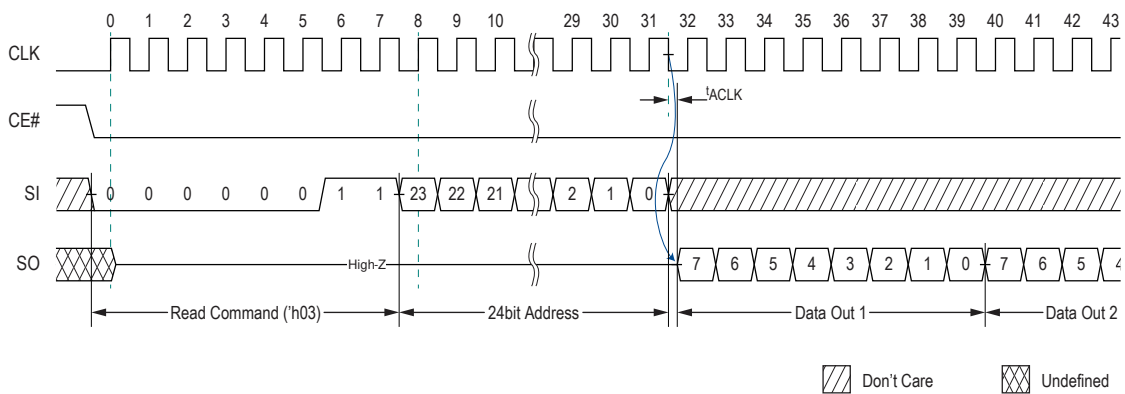 0 1 2 3 4 5 6 7 8 9 10 29 30 31 32 33 34 35 36 37 38 39 40 41 42 43
CLK
tACLK
CE#
SI 0 0 0 0 0 0 1 1 23 22 21 2 1 0
SO High-Z 7 6 5 4 3 2 1 0 7 6 5 4
Read Command ('h03) 24bit Address Data Out 1 Data Out 2
Don't Care Undefined